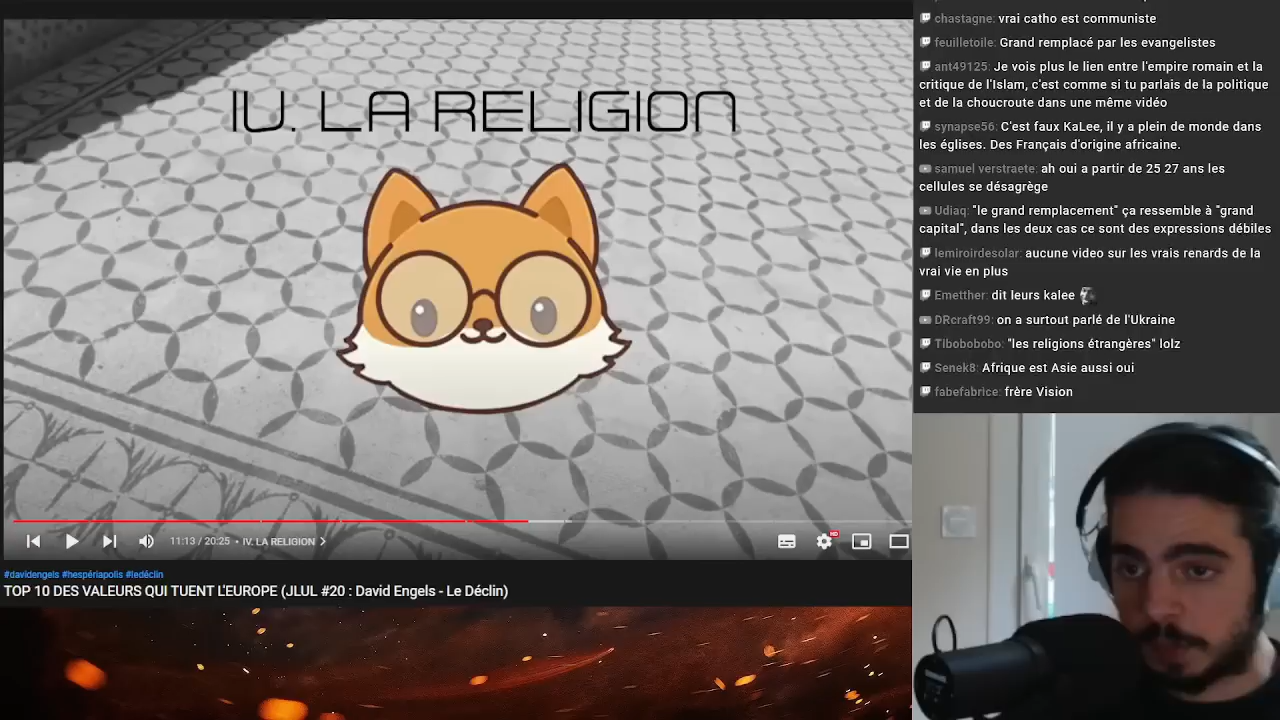 IV. LA RELIGION
11:13 / 20:25 • IV. LA RELIGION
HD
#davidengels #hespériapolis #ledéclin
TOP 10 DES VALEURS QUI TUENT L'EUROPE (JLUL #20 : David Engels - Le Déclin)
chastagne: vrai catho est communiste
feuilletoile: Grand remplacé par les evangelistes
ant49125: Je vois plus le lien entre l'empire romain et la
critique de l'Islam, c'est comme si tu parlais de la politique
et de la choucroute dans une même vidéo
synapse56: C'est faux KaLee, il y a plein de monde dans
les églises. Des Français d'origine africaine.
samuel verstraete: ah oui a partir de 25 27 ans les
cellules se désagrège
Udiaq: "le grand remplacement" ça ressemble à "grand
capital", dans les deux cas ce sont des expressions débiles
lemiroirdesolar: aucune video sur les vrais renards de la
vrai vie en plus
Emetther: dit leurs kalee
DRcraft99: on a surtout parlé de l'Ukraine
Tlbobobobo: "les religions étrangères" lolz
Senek8: Afrique est Asie aussi oui
fabefabrice: frère Vision